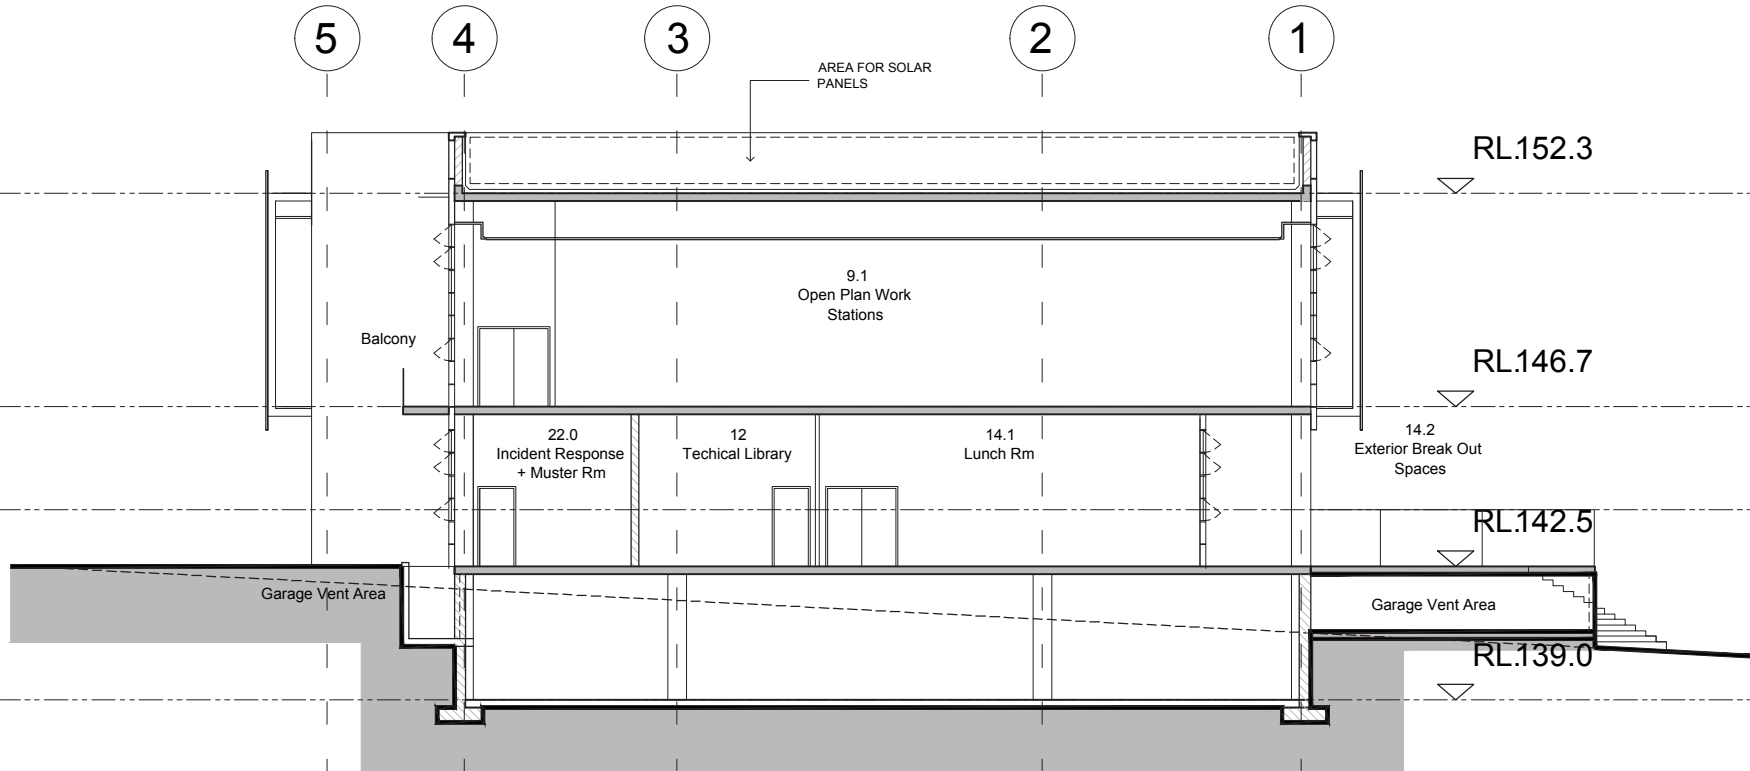 5
4
3
2
1
AREA FOR SOLAR
PANELS
RL.152.3
9.1
Open Plan Work
Stations
Balcony
RL.146.7
22.0
Incident Response
+ Muster Rm
12
Techical Library
14.1
Lunch Rm
14.2
Exterior Break Out
Spaces
RL.142.5
Garage Vent Area
Garage Vent Area
RL.139.0